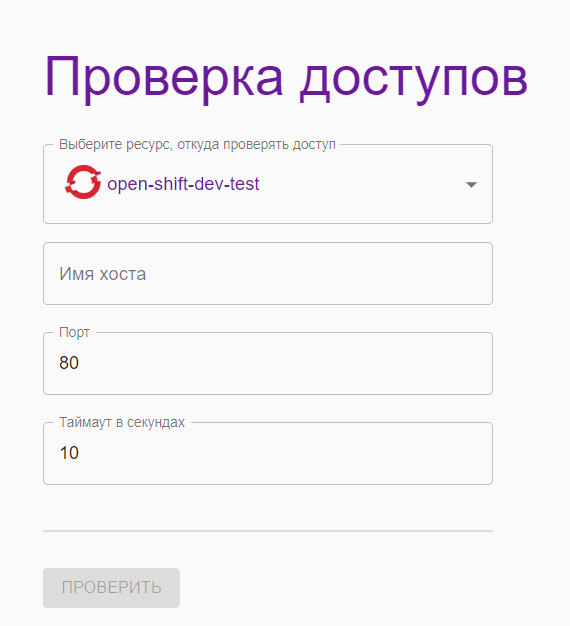 Проверка доступов
Выберите ресурс, откуда проверять доступ
open-shift-dev-test
Имя хоста
Порт
80
Таймаут в секундах
10
ПРОВЕРИТЬ